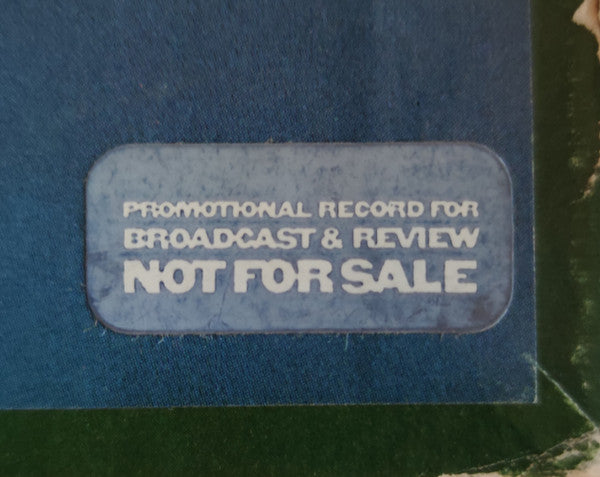 PROMOTIONAL RECORD FOR
BROADCAST & REVIEW
NOT FOR SALE